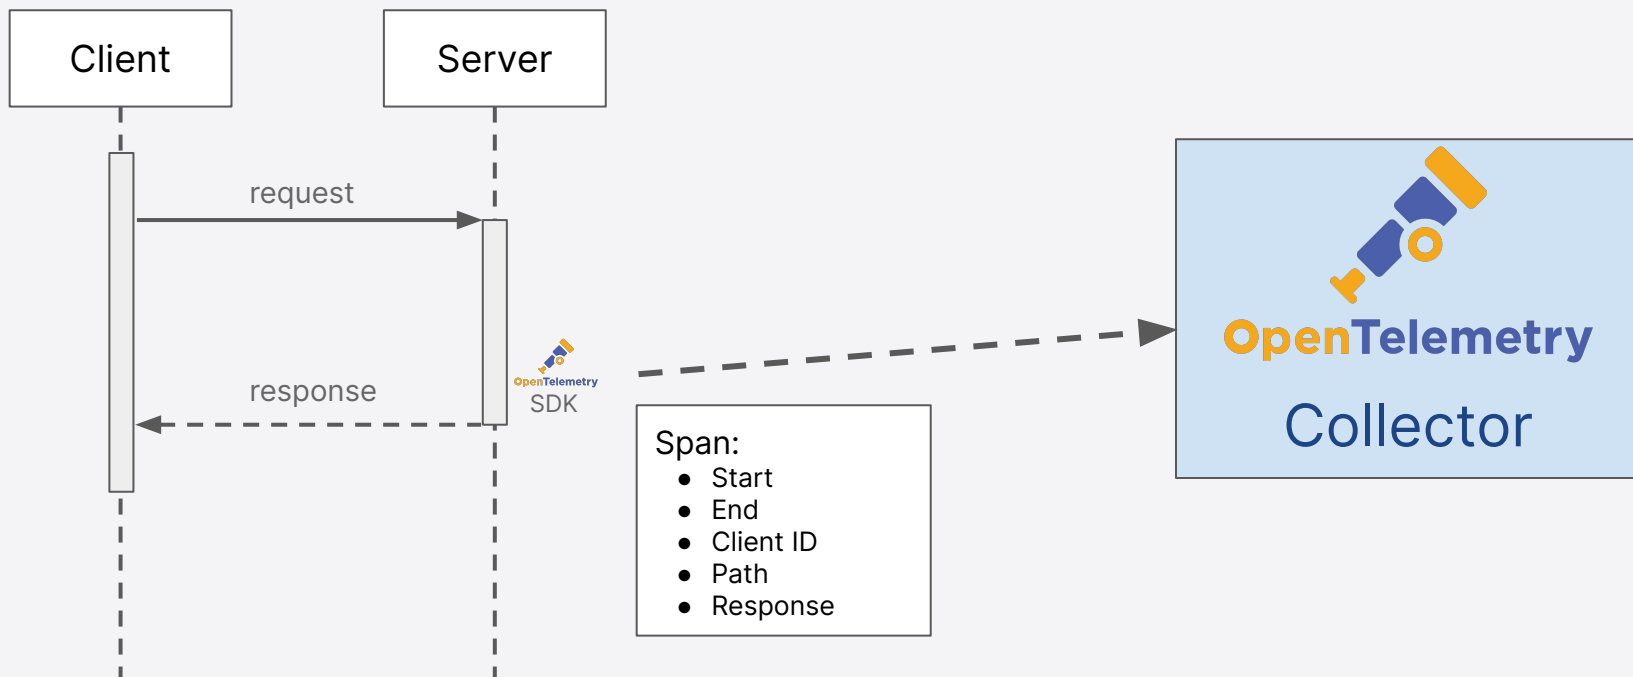 Client
Server
request
response
OpenTelemetry
SDK
Span:
● Start
● End
● Client ID
● Path
● Response
OpenTelemetry
Collector